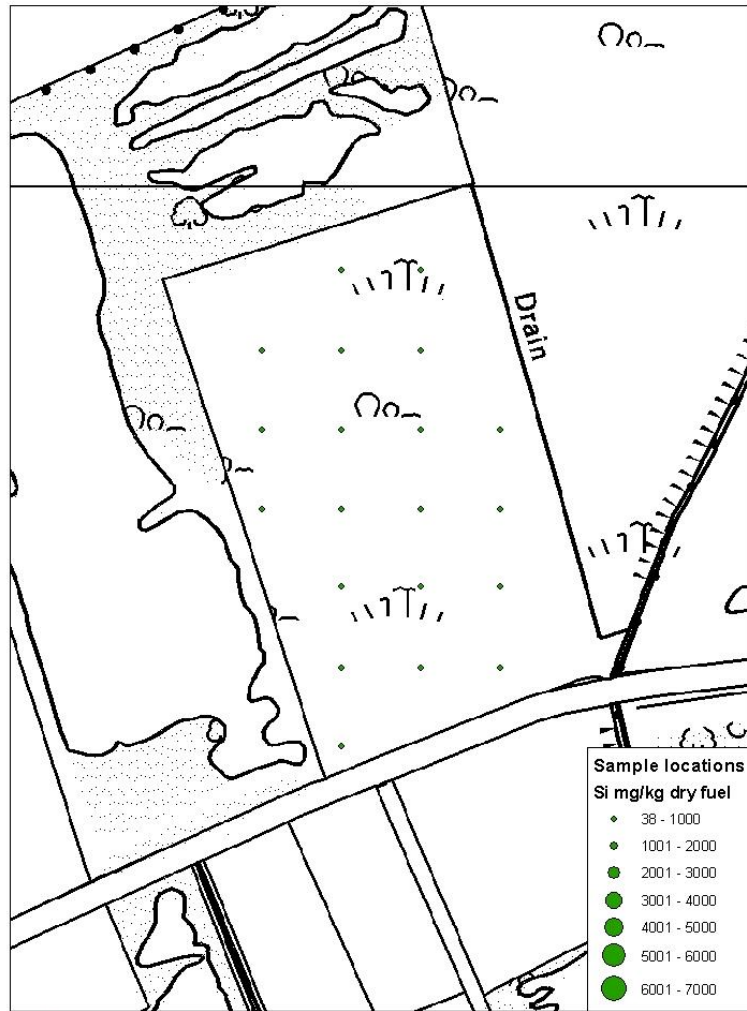 Drain
Sample locations
Si mg/kg dry fuel
38 - 1000
1001 - 2000
2001 - 3000
3001 - 4000
4001 - 5000
5001 - 6000
6001 - 7000